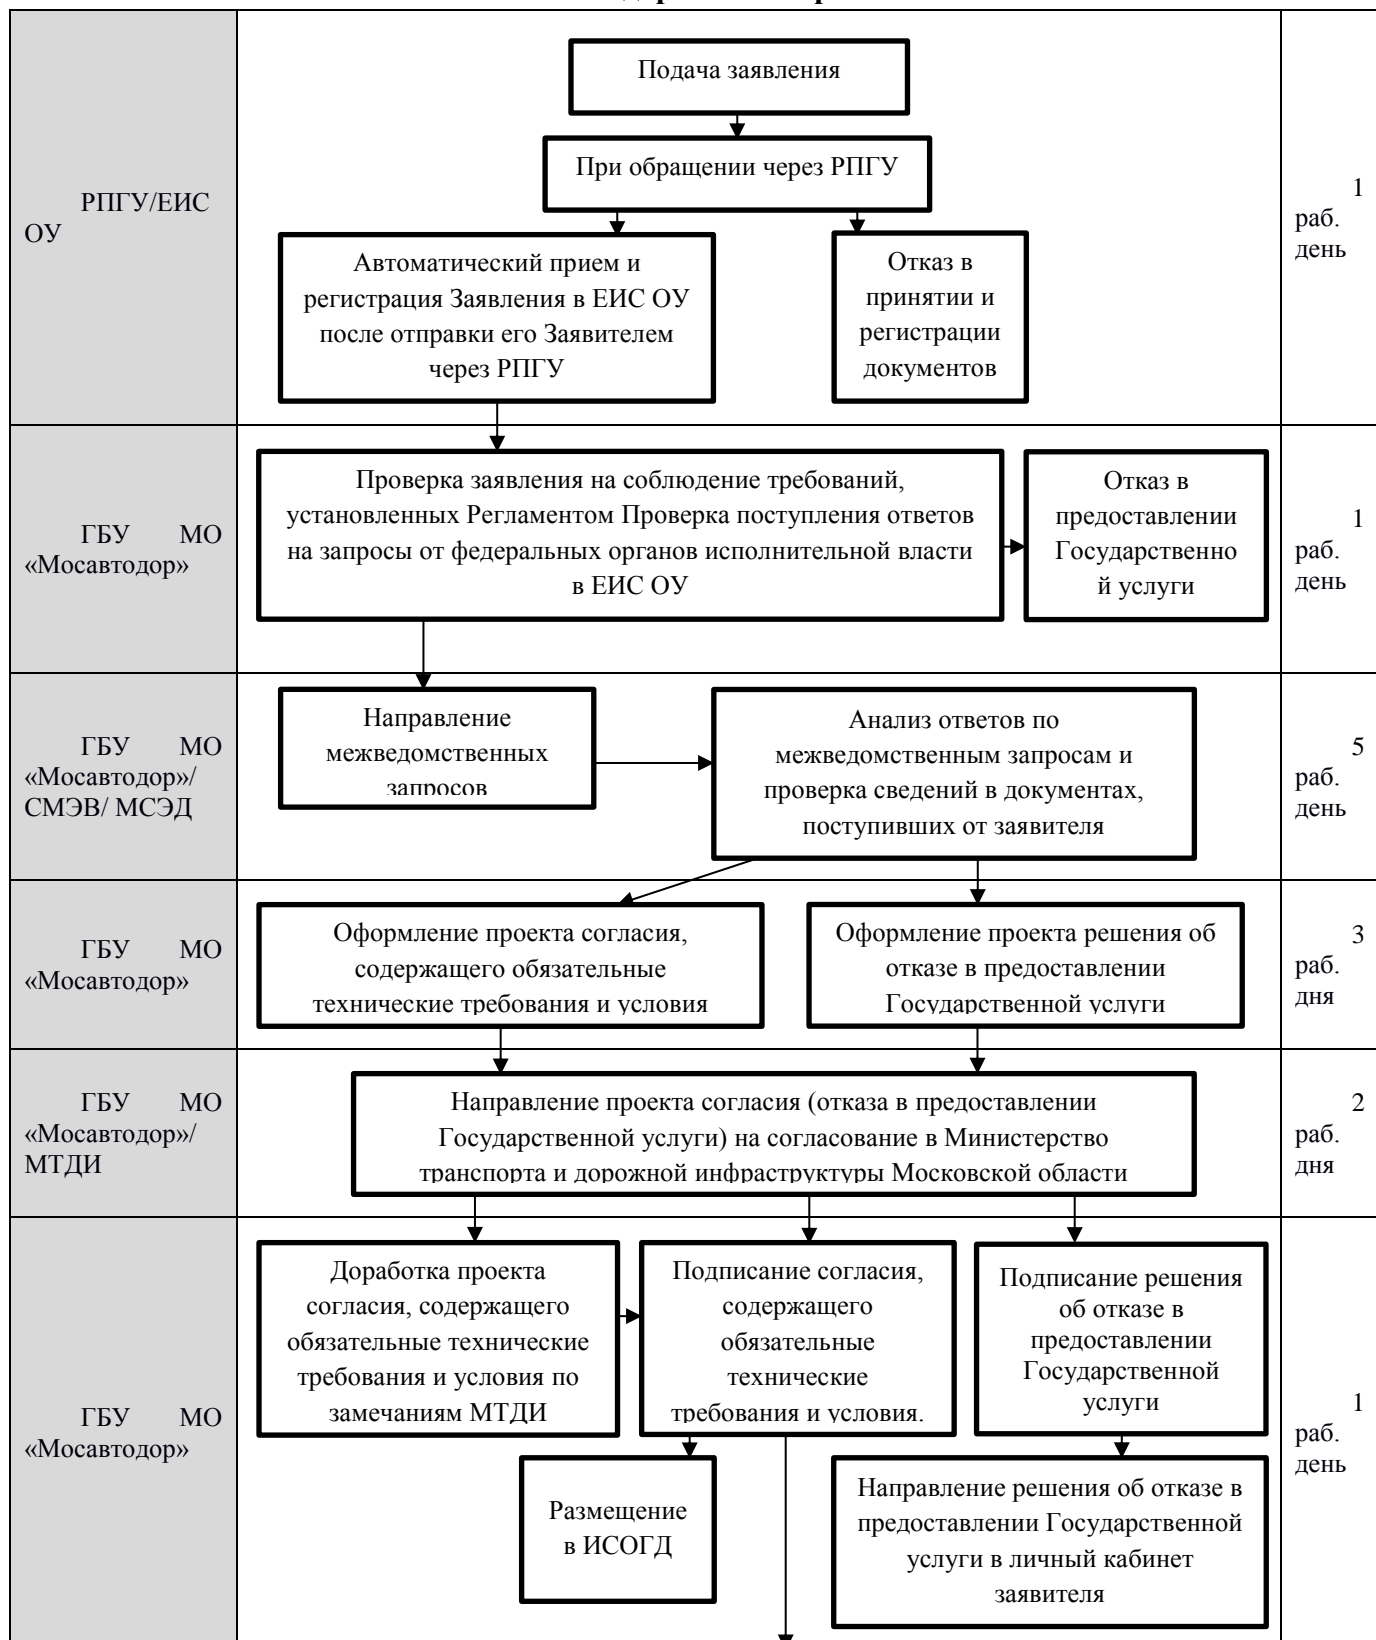 Подача заявления
При обращении через РПГУ
РПГУ/ЕИС
ОУ
Автоматический прием и
регистрация Заявления в ЕИС ОУ
после отправки его Заявителем
через РПГУ
Отказ в
принятии и
регистрации
документов
1
раб.
день
ГБУ МО
«Мосавтодор»
Проверка заявления на соблюдение требований,
установленных Регламентом Проверка поступления ответов
на запросы от федеральных органов исполнительной власти
в ЕИС ОУ
Отказ в
предоставлении
Государственно
й услуги
1
раб.
день
ГБУ МО
«Мосавтодор»/
СМЭВ/ МСЭД
Направление
межведомственных
запросов
Анализ ответов по
межведомственным запросам и
проверка сведений в документах,
поступивших от заявителя
5
раб.
день
ГБУ МО
«Мосавтодор»
Оформление проекта согласия,
содержащего обязательные
технические требования и условия
Оформление проекта решения об
отказе в предоставлении
Государственной услуги
3
раб.
дня
ГБУ МО
«Мосавтодор»/
МТДИ
Направление проекта согласия (отказа в предоставлении
Государственной услуги) на согласование в Министерство
транспорта и дорожной инфраструктуры Московской области
2
раб.
дня
ГБУ МО
«Мосавтодор»
Доработка проекта
согласия, содержащего
обязательные технические
требования и условия по
замечаниям МТДИ
Подписание согласия,
содержащего
обязательные
технические
требования и условия.
Подписание решения
об отказе в
предоставлении
Государственной
услуги
Размещение
в ИСОГД
Направление решения об отказе в
предоставлении Государственной
услуги в личный кабинет
заявителя
1
раб.
день